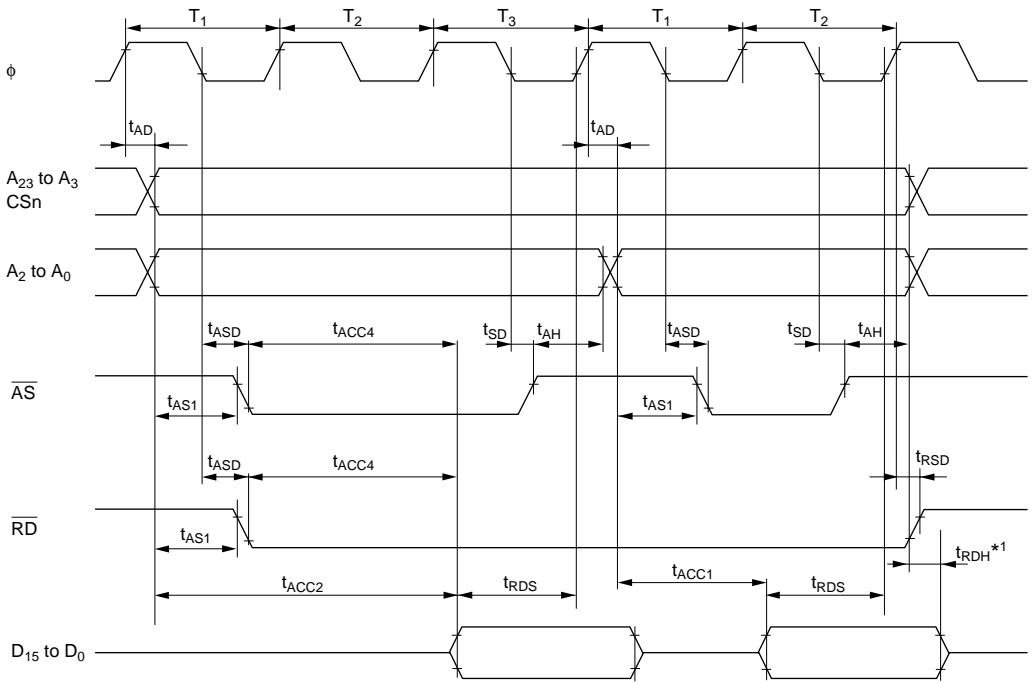 T1 T2 T3 T1 T2
ϕ
tAD tAD
A23 to A3
CSn
A2 to A0
tASD tACC4 tSD tAH tASD tSD tAH
AS
tAS1 tAS1
tASD tACC4 tRSD
RD
tAS1 tRDH*1
tACC2 tRDS tACC1 tRDS
D15 to D0